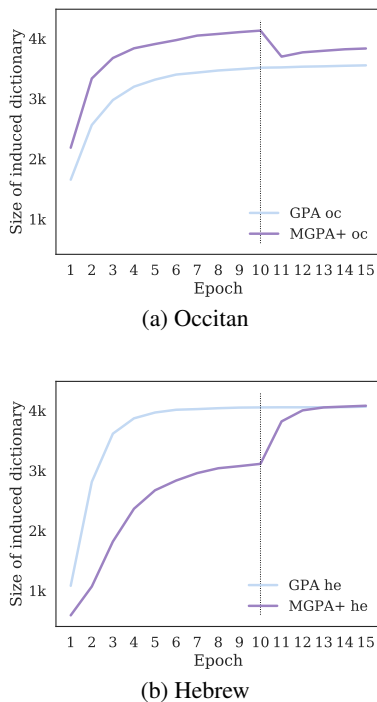 4k
3k
2k
1k
Size of induced dictionary
GPA oc
MGPA+ oc
1 2 3 4 5 6 7 8 9 10 11 12 13 14 15
Epoch
(a) Occitan
4k
3k
2k
1k
Size of induced dictionary
GPA he
MGPA+ he
1 2 3 4 5 6 7 8 9 10 11 12 13 14 15
Epoch
(b) Hebrew